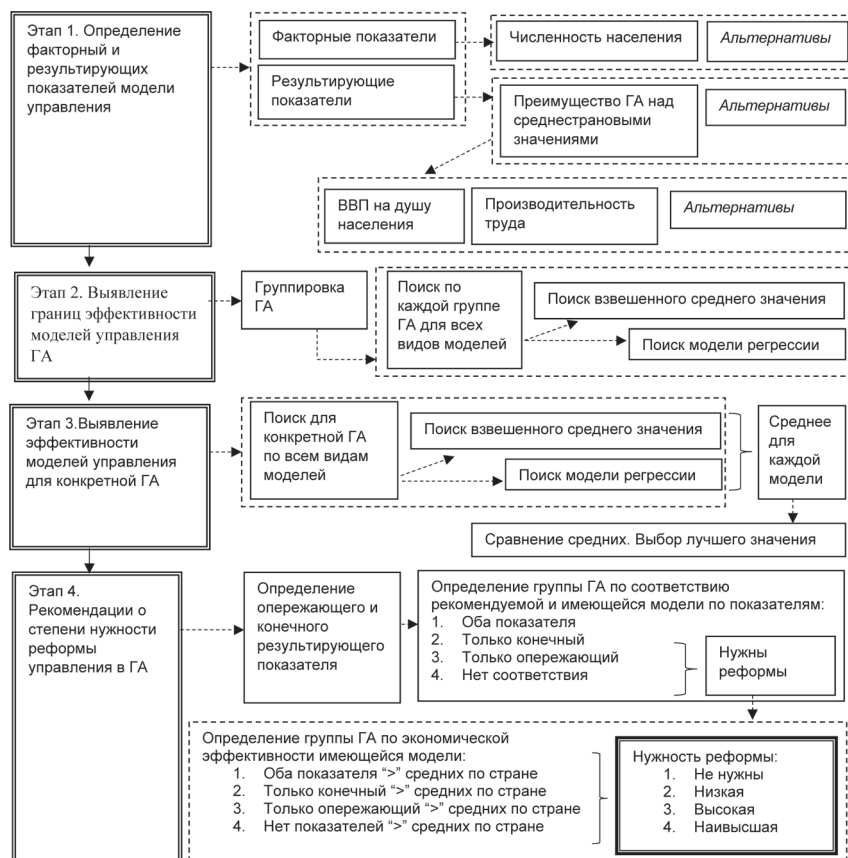 Этап 1. Определение
факторный и
результирующих
показателей модели
управления
Факторные показатели
Результирующие
показатели
Численность населения
Альтернативы
Преимущество ГА над
среднестрановыми
значениями
Альтернативы
ВВП на душу
населения
Производительность
труда
Альтернативы
Этап 2. Выявление
границ эффективности
моделей управления
ГА
Группировка
ГА
Поиск по
каждой группе
ГА для всех
видов моделей
Поиск взвешенного среднего значения
Поиск модели регрессии
Этап 3.Выявление
эффективности
моделей управления
для конкретной ГА
Поиск для
конкретной ГА
по всем видам
моделей
Поиск взвешенного среднего значения
Поиск модели регрессии
Среднее
для
каждой
модели
Сравнение средних. Выбор лучшего значения
Этап 4.
Рекомендации о
степени нужности
реформы
управления в ГА
Определение
опережающего и
конечного
результирующего
показателя
Определение группы ГА по соответствию
рекомендуемой и имеющейся модели по показателям:
1. Оба показателя
2. Только конечный
3. Только опережающий
4. Нет соответствия
Нужны
реформы
Определение группы ГА по экономической
эффективности имеющейся модели:
1. Оба показателя “>” средних по стране
2. Только конечный “>” средних по стране
3. Только опережающий “>” средних по стране
4. Нет показателей “>” средних по стране
Нужность реформы:
1. Не нужны
2. Низкая
3. Высокая
4. Наивысшая